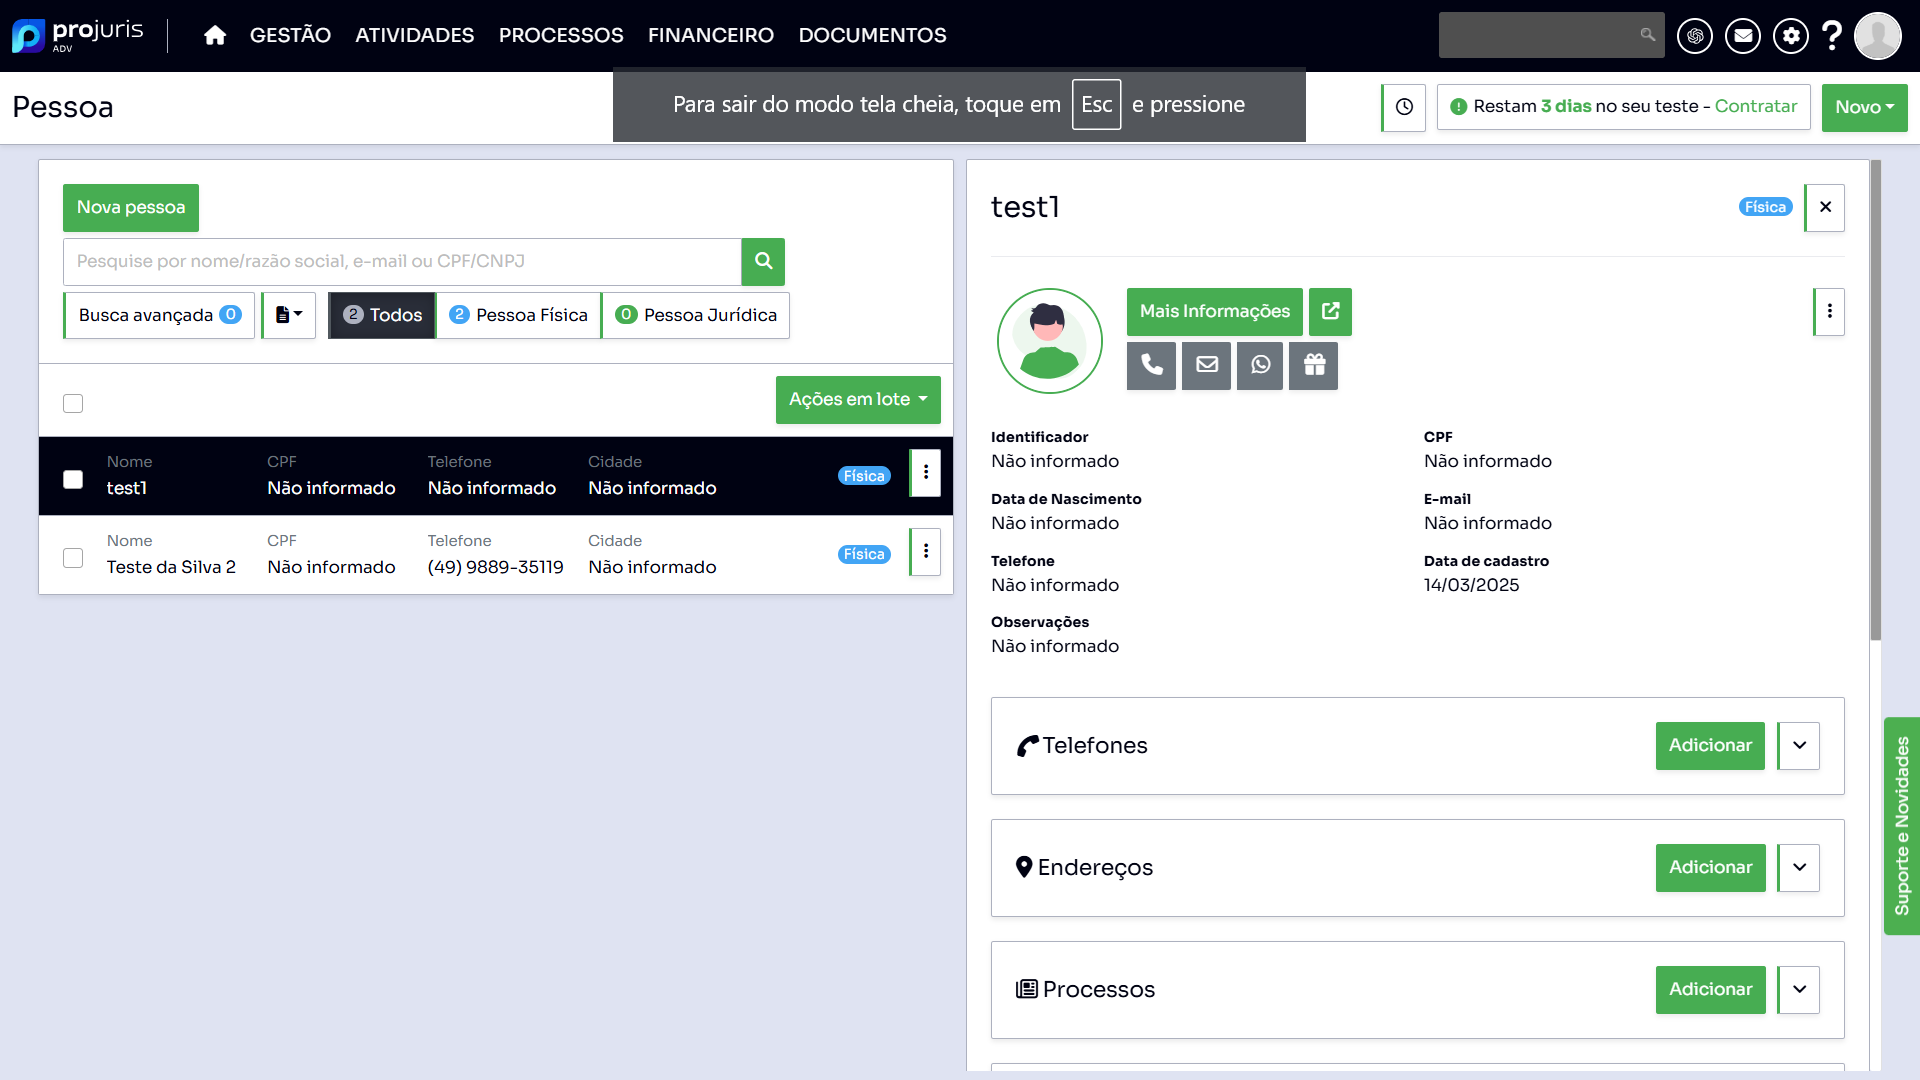 projuris
ADV
GESTÃO
ATIVIDADES
PROCESSOS
FINANCEIRO
DOCUMENTOS
?
Pessoa
Para sair do modo tela cheia, toque em Esc e pressione
Restam 3 dias no seu teste - Contratar
Novo
Nova pessoa
Pesquise por nome/razão social, e-mail ou CPF/CNPJ
Busca avançada 0
2 Todos
2 Pessoa Física
0 Pessoa Jurídica
Ações em lote
Nome CPF Telefone Cidade
test1 Não informado Não informado Não informado
Física
Nome CPF Telefone Cidade
Teste da Silva 2 Não informado (49) 9889-35119 Não informado
Física
test1
Física
Mais Informações
Identificador
Não informado
CPF
Não informado
Data de Nascimento
Não informado
E-mail
Não informado
Telefone
Não informado
Data de cadastro
14/03/2025
Observações
Não informado
Telefones
Adicionar
Endereços
Adicionar
Processos
Adicionar
Suporte e Novidades